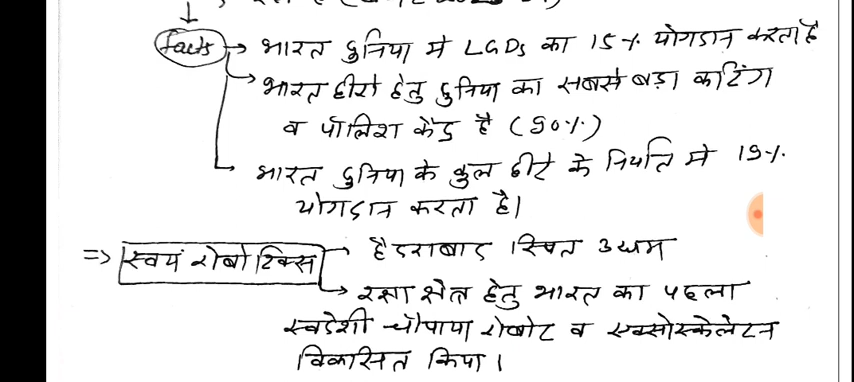 facts → भारत दुनिया मे LGDs का 15% योगदान करता है
→ भारत हीरो हेतु दुनिया का सबसे बड़ा कटिंग
व पॉलिश केंद्र है (90%)
भारत दुनिया के कुल हीरे के निर्यात मे 19%
योगदान करता है।
⇒ स्वयं रोबोटिक्स → हैदराबाद स्थित उद्यम
→ रक्षा क्षेत्र हेतु भारत का पहला
स्वदेशी चौपाया रोबोट व एक्सोस्केलेटन
विकसित किया।